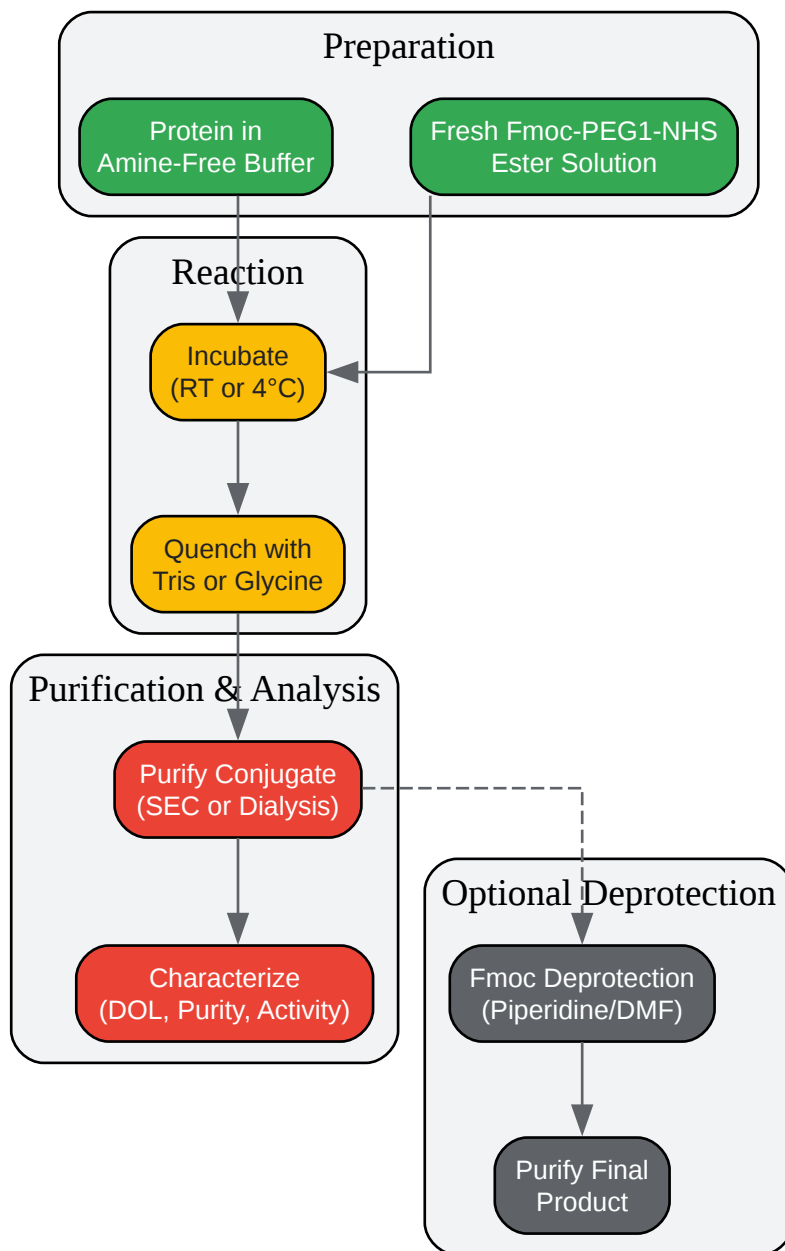 Preparation
Protein in
Amine-Free Buffer
Fresh Fmoc-PEG1-NHS
Ester Solution
Reaction
Incubate
(RT or 4°C)
Quench with
Tris or Glycine
Purification & Analysis
Purify Conjugate
(SEC or Dialysis)
Characterize
(DOL, Purity, Activity)
Optional Deprotection
Fmoc Deprotection
(Piperidine/DMF)
Purify Final
Product